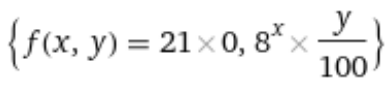 {f(x, y) = 21×0, 8^x × y/100}